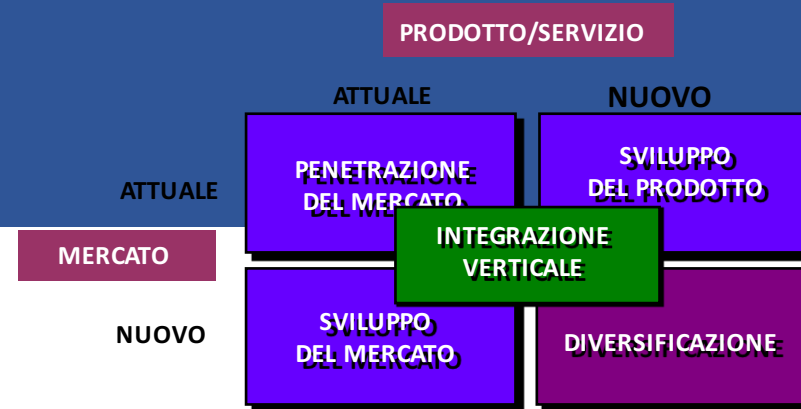 PRODOTTO/SERVIZIO
ATTUALE
NUOVO
ATTUALE
PENETRAZIONE
DEL MERCATO
SVILUPPO
DEL PRODOTTO
MERCATO
INTEGRAZIONE
VERTICALE
NUOVO
SVILUPPO
DEL MERCATO
DIVERSIFICAZIONE